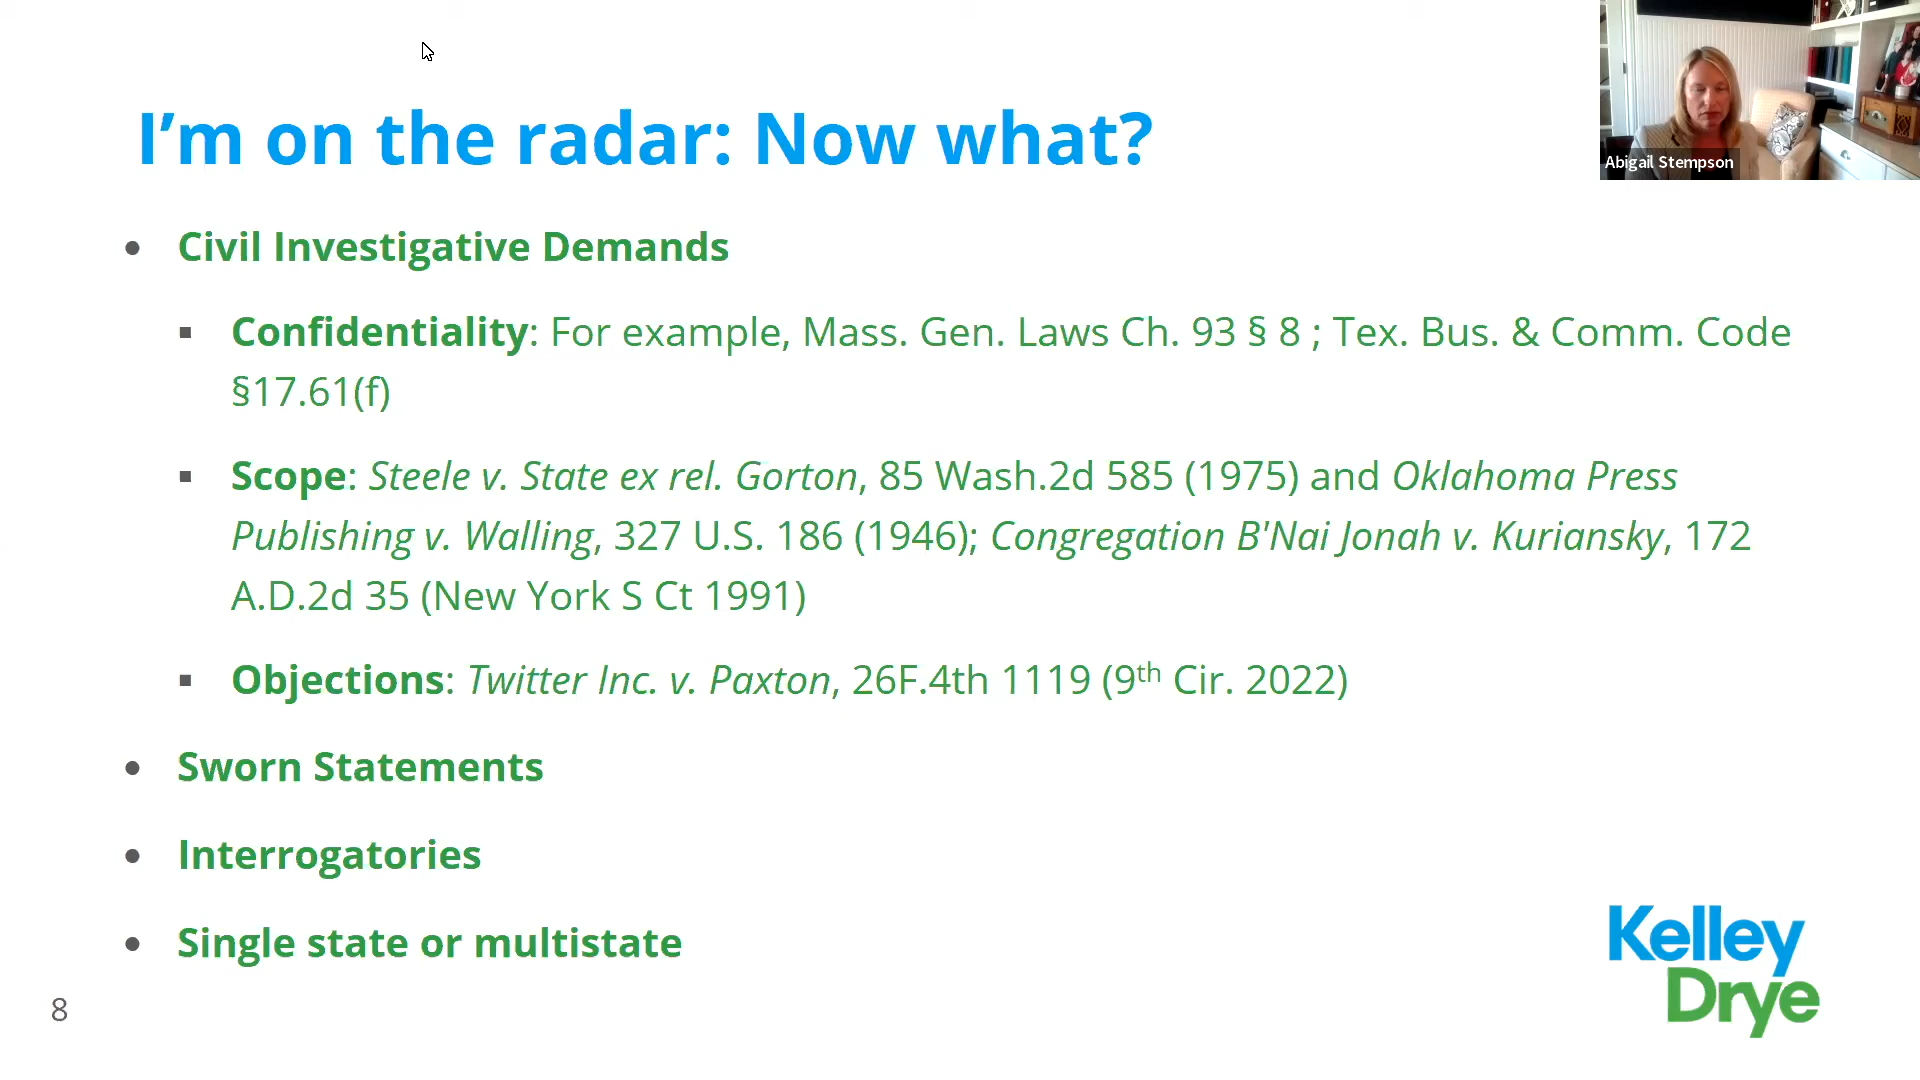 I’m on the radar: Now what?
Abigail Stempson
• Civil Investigative Demands
▪ Confidentiality: For example, Mass. Gen. Laws Ch. 93 § 8 ; Tex. Bus. & Comm. Code
§17.61(f)
▪ Scope: Steele v. State ex rel. Gorton, 85 Wash.2d 585 (1975) and Oklahoma Press
Publishing v. Walling, 327 U.S. 186 (1946); Congregation B'Nai Jonah v. Kuriansky, 172
A.D.2d 35 (New York S Ct 1991)
▪ Objections: Twitter Inc. v. Paxton, 26F.4th 1119 (9th Cir. 2022)
• Sworn Statements
• Interrogatories
• Single state or multistate
Kelley
Drye
8